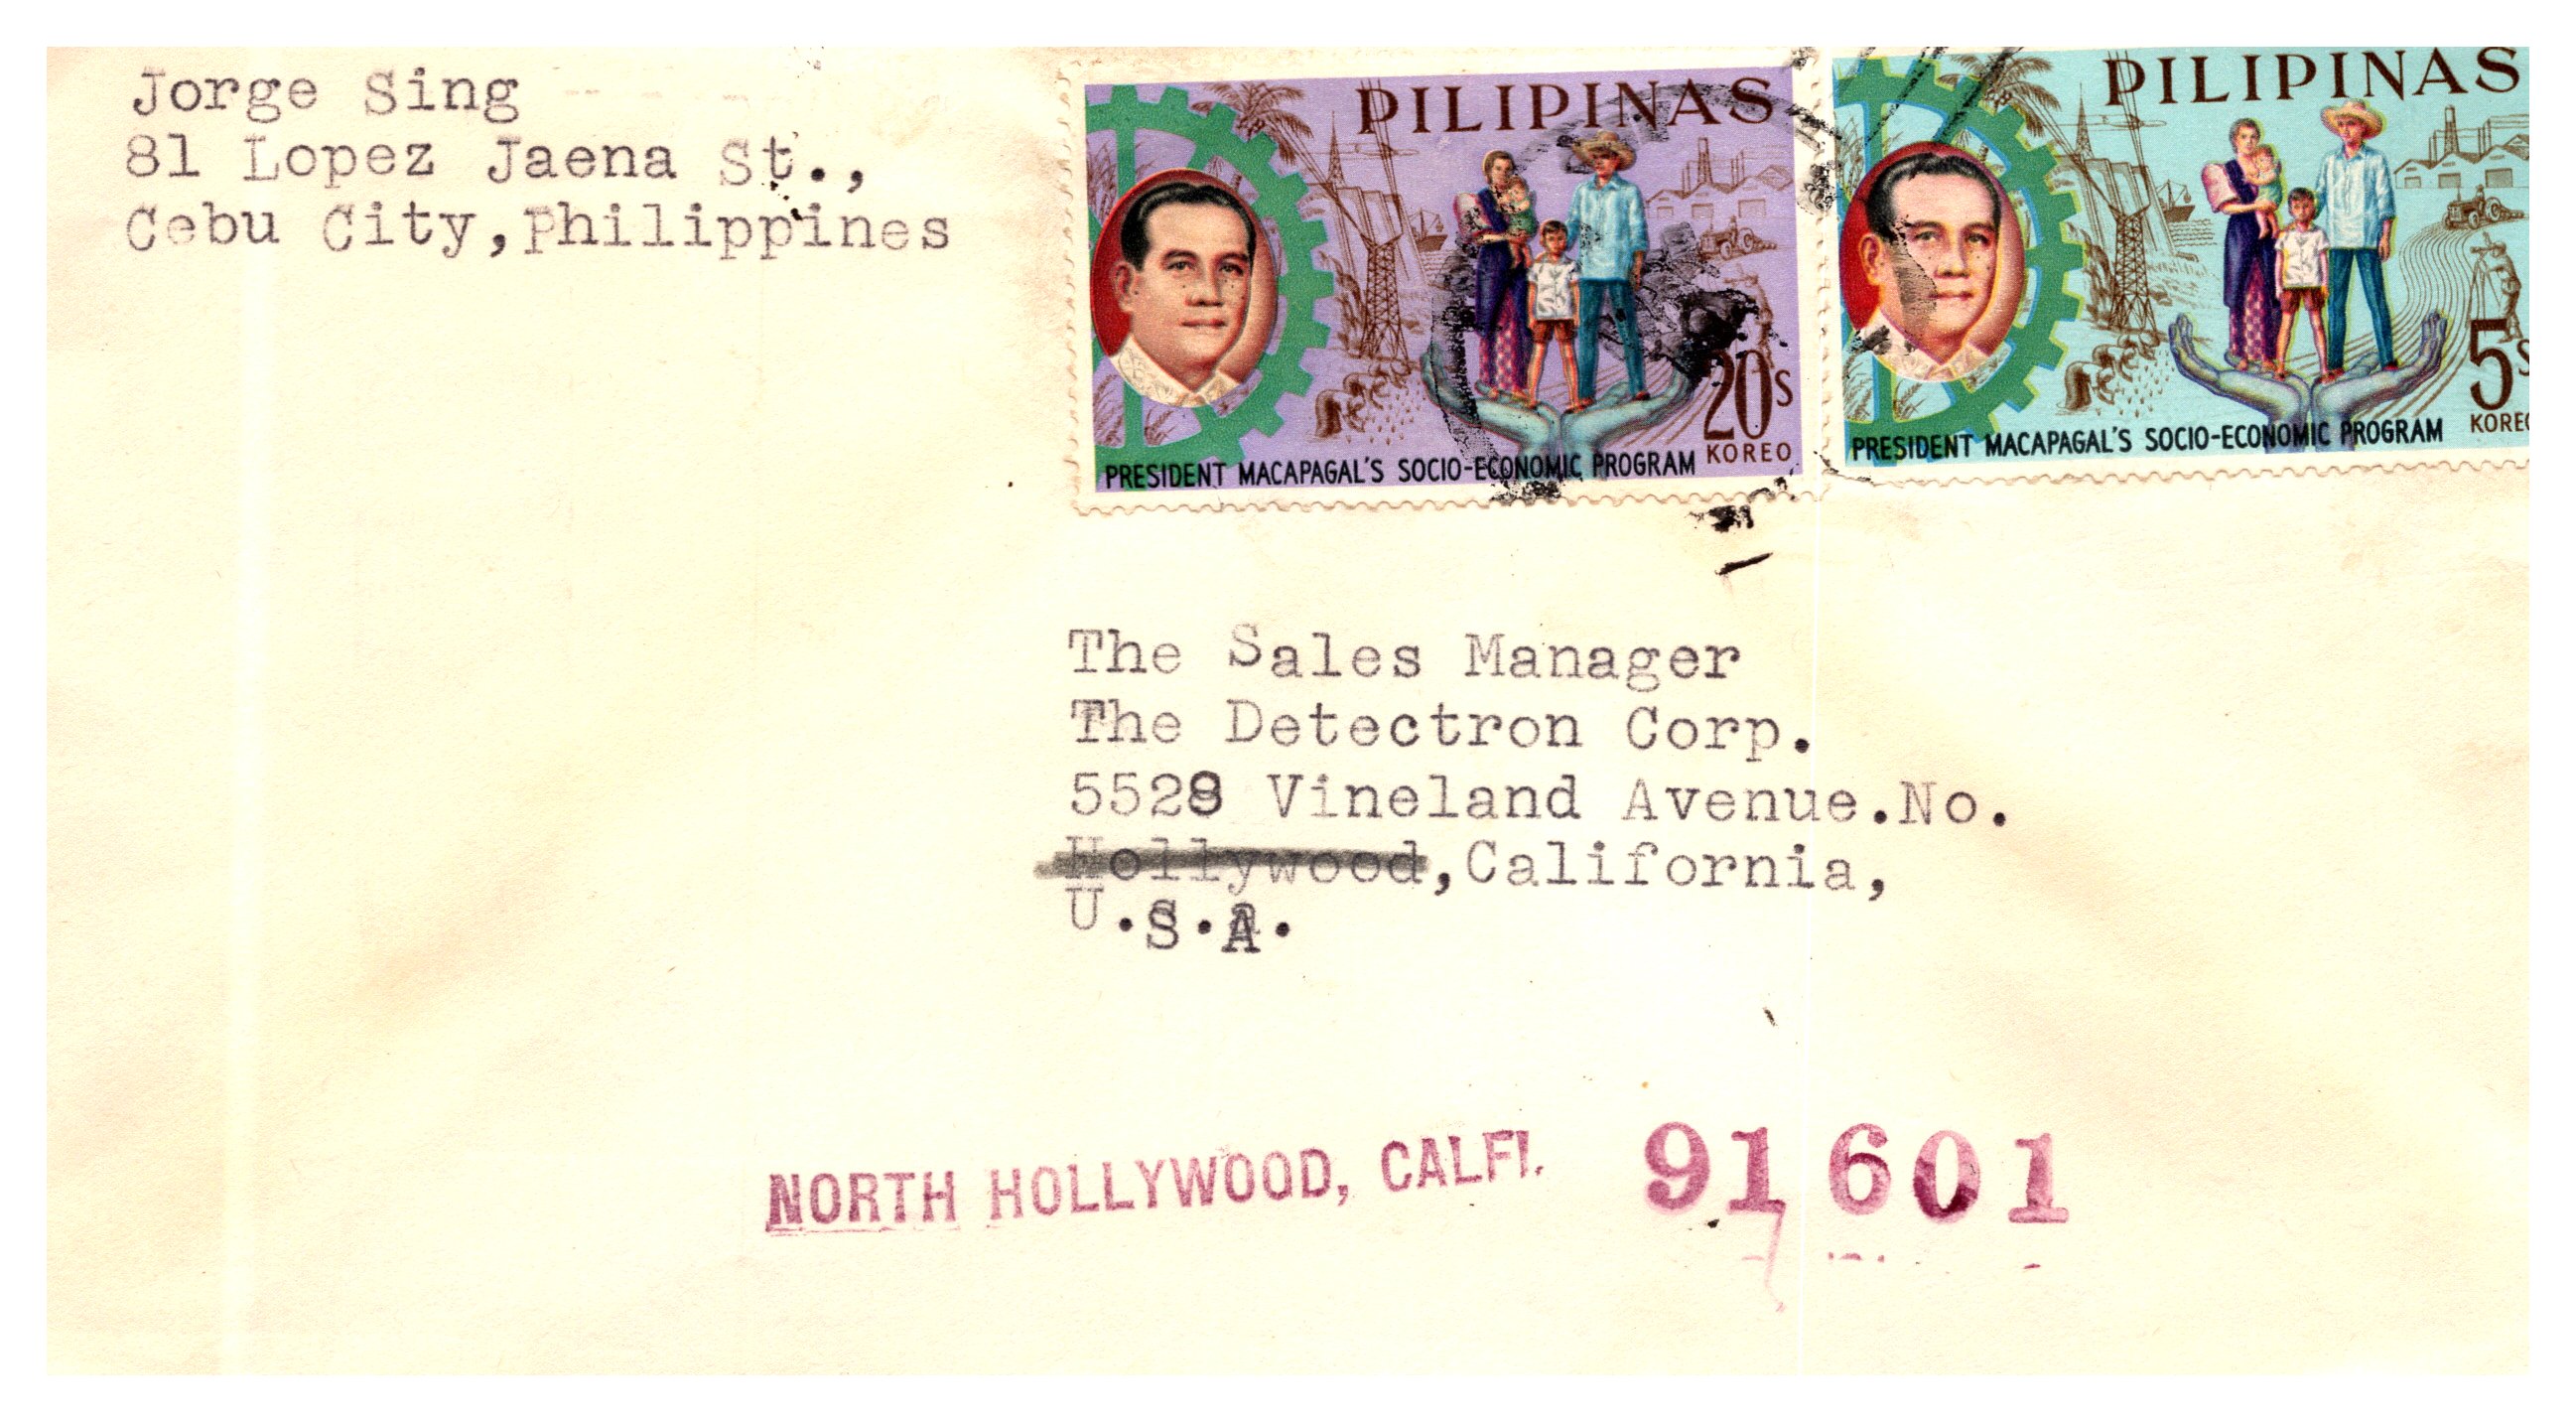 Jorge Sing
81 Lopez Jaena St.,
Cebu City,Philippines
PILIPINAS
20s
KOREO
PRESIDENT MACAPAGAL'S SOCIO-ECONOMIC PROGRAM
PILIPINAS
5s
KOREO
PRESIDENT MACAPAGAL'S SOCIO-ECONOMIC PROGRAM
The Sales Manager
The Detectron Corp.
5528 Vineland Avenue.No.
Hollywood,California,
U.S.A.
NORTH HOLLYWOOD, CALFI. 91601